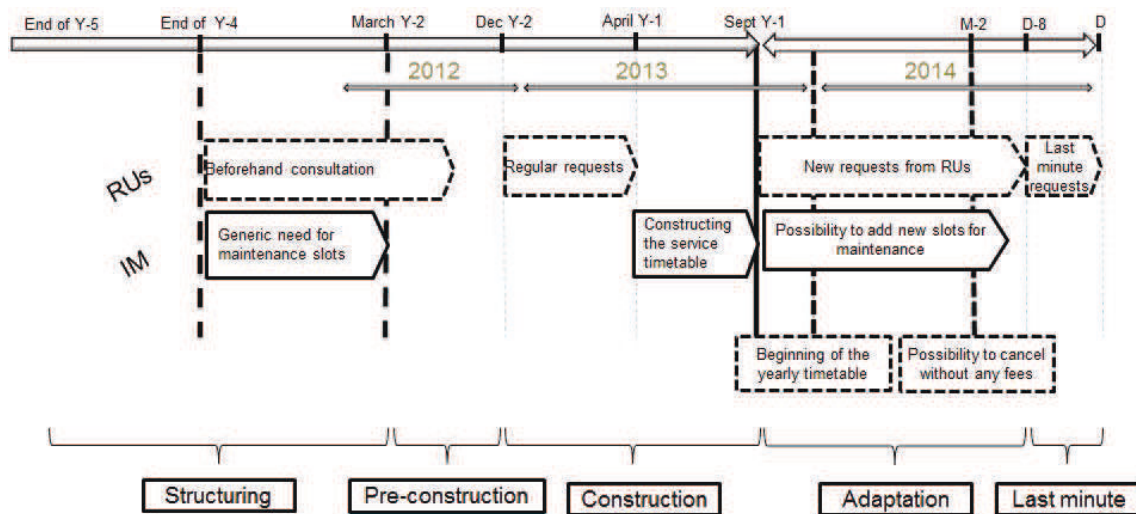 End of Y-5
End of Y-4
March Y-2
Dec Y-2
April Y-1
Sept Y-1
M-2
D-8
D
2012
2013
2014
RUs
Beforehand consultation
Regular requests
New requests from RUs
Last
minute
requests
IM
Generic need for
maintenance slots
Constructing
the service
timetable
Possibility to add new slots for
maintenance
Beginning of the
yearly timetable
Possibility to cancel
without any fees
Structuring
Pre-construction
Construction
Adaptation
Last minute